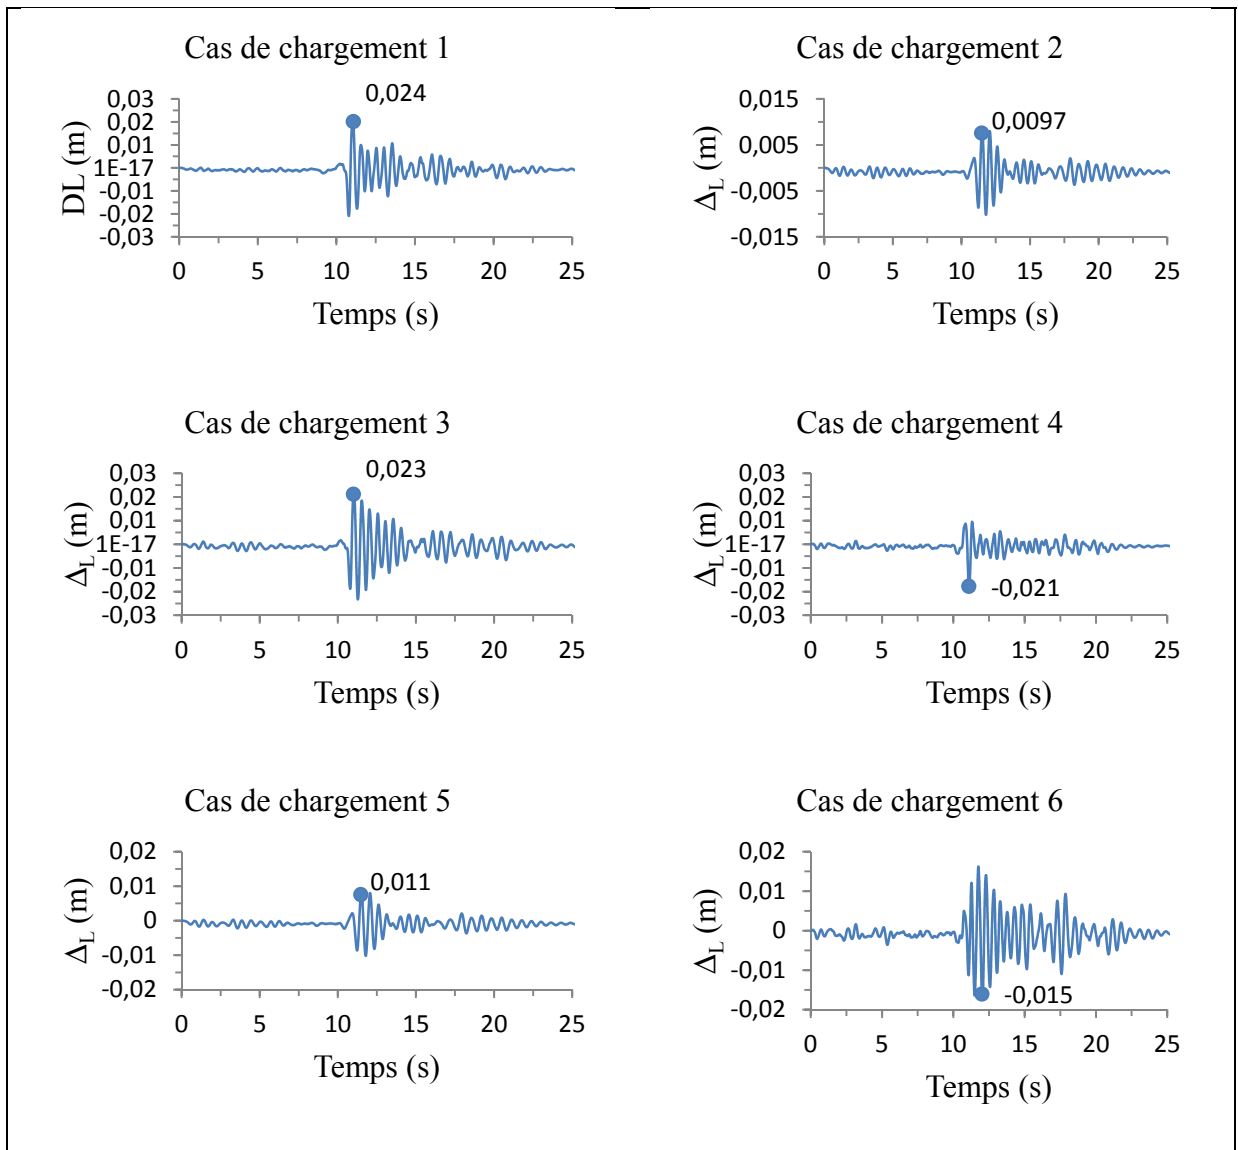 Cas de chargement 1
0,024
DL (m)
0,03
0,02
0,01
1E-17
-0,01
-0,02
-0,03
0 5 10 15 20 25
Temps (s)
Cas de chargement 2
0,0097
ΔL (m)
0,015
0,005
-0,005
-0,015
0 5 10 15 20 25
Temps (s)
Cas de chargement 3
0,023
ΔL (m)
0,03
0,02
0,01
1E-17
-0,01
-0,02
-0,03
0 5 10 15 20 25
Temps (s)
Cas de chargement 4
ΔL (m)
0,03
0,02
0,01
1E-17
-0,01
-0,02
-0,03
-0,021
0 5 10 15 20 25
Temps (s)
Cas de chargement 5
ΔL (m)
0,02
0,01
0
-0,01
-0,02
0,011
0 5 10 15 20 25
Temps (s)
Cas de chargement 6
ΔL (m)
0,02
0,01
0
-0,01
-0,02
-0,015
0 5 10 15 20 25
Temps (s)